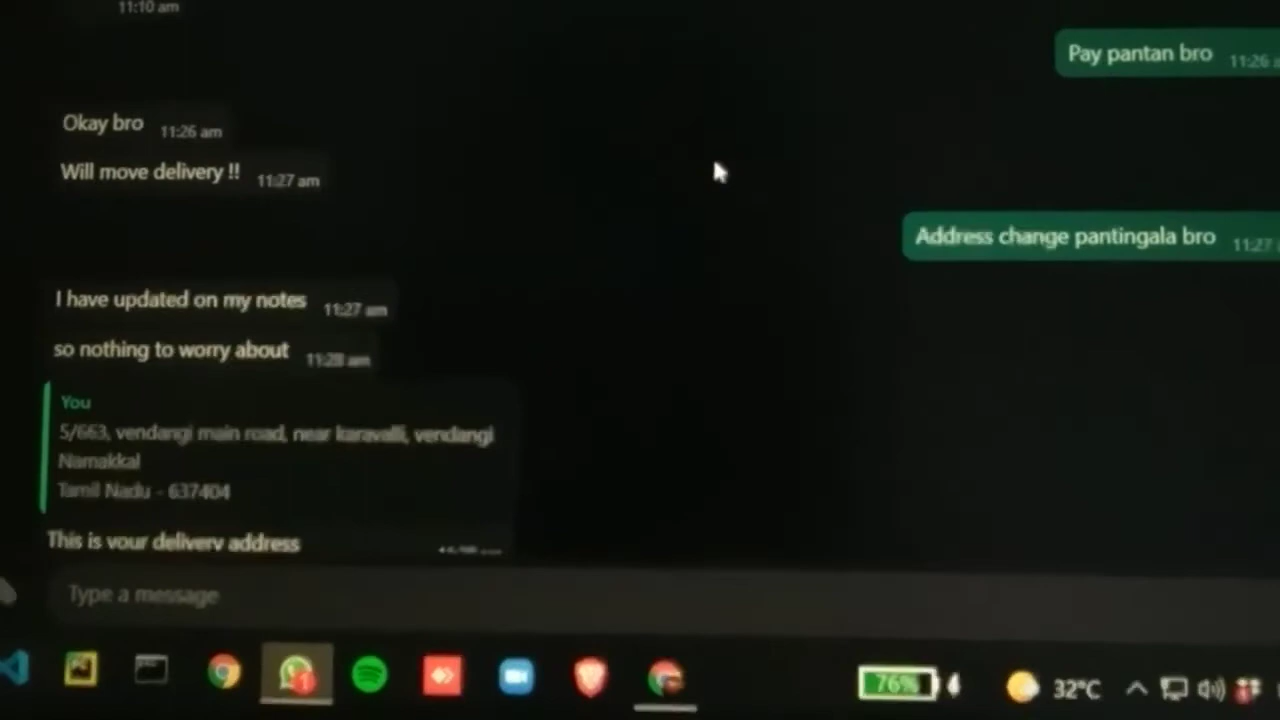 11:10 am
Pay pantan bro 11:26
Okay bro 11:26 am
Will move delivery !! 11:27 am
Address change pantingala bro 11:27
I have updated on my notes 11:27 am
so nothing to worry about 11:28 am
You
5/663, vendangi main road, near karavalli, vendangi
Namakkal
Tamil Nadu - 637404
This is your delivery address
Type a message
1
76%
32°C